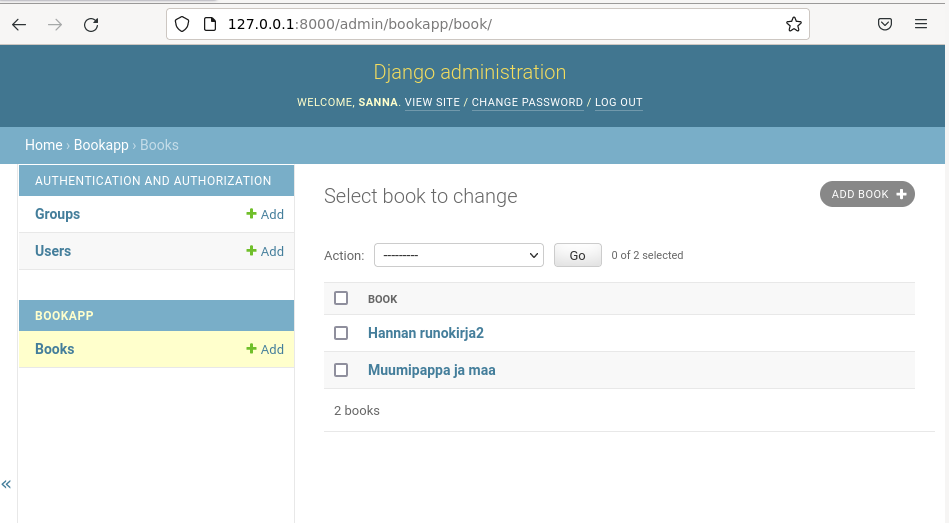 127.0.0.1:8000/admin/bookapp/book/
Django administration
WELCOME, SANNA. VIEW SITE / CHANGE PASSWORD / LOG OUT
Home › Bookapp › Books
AUTHENTICATION AND AUTHORIZATION
Groups + Add
Users + Add
BOOKAPP
Books + Add
«
Select book to change
ADD BOOK +
Action: --------- Go 0 of 2 selected
BOOK
Hannan runokirja2
Muumipappa ja maa
2 books